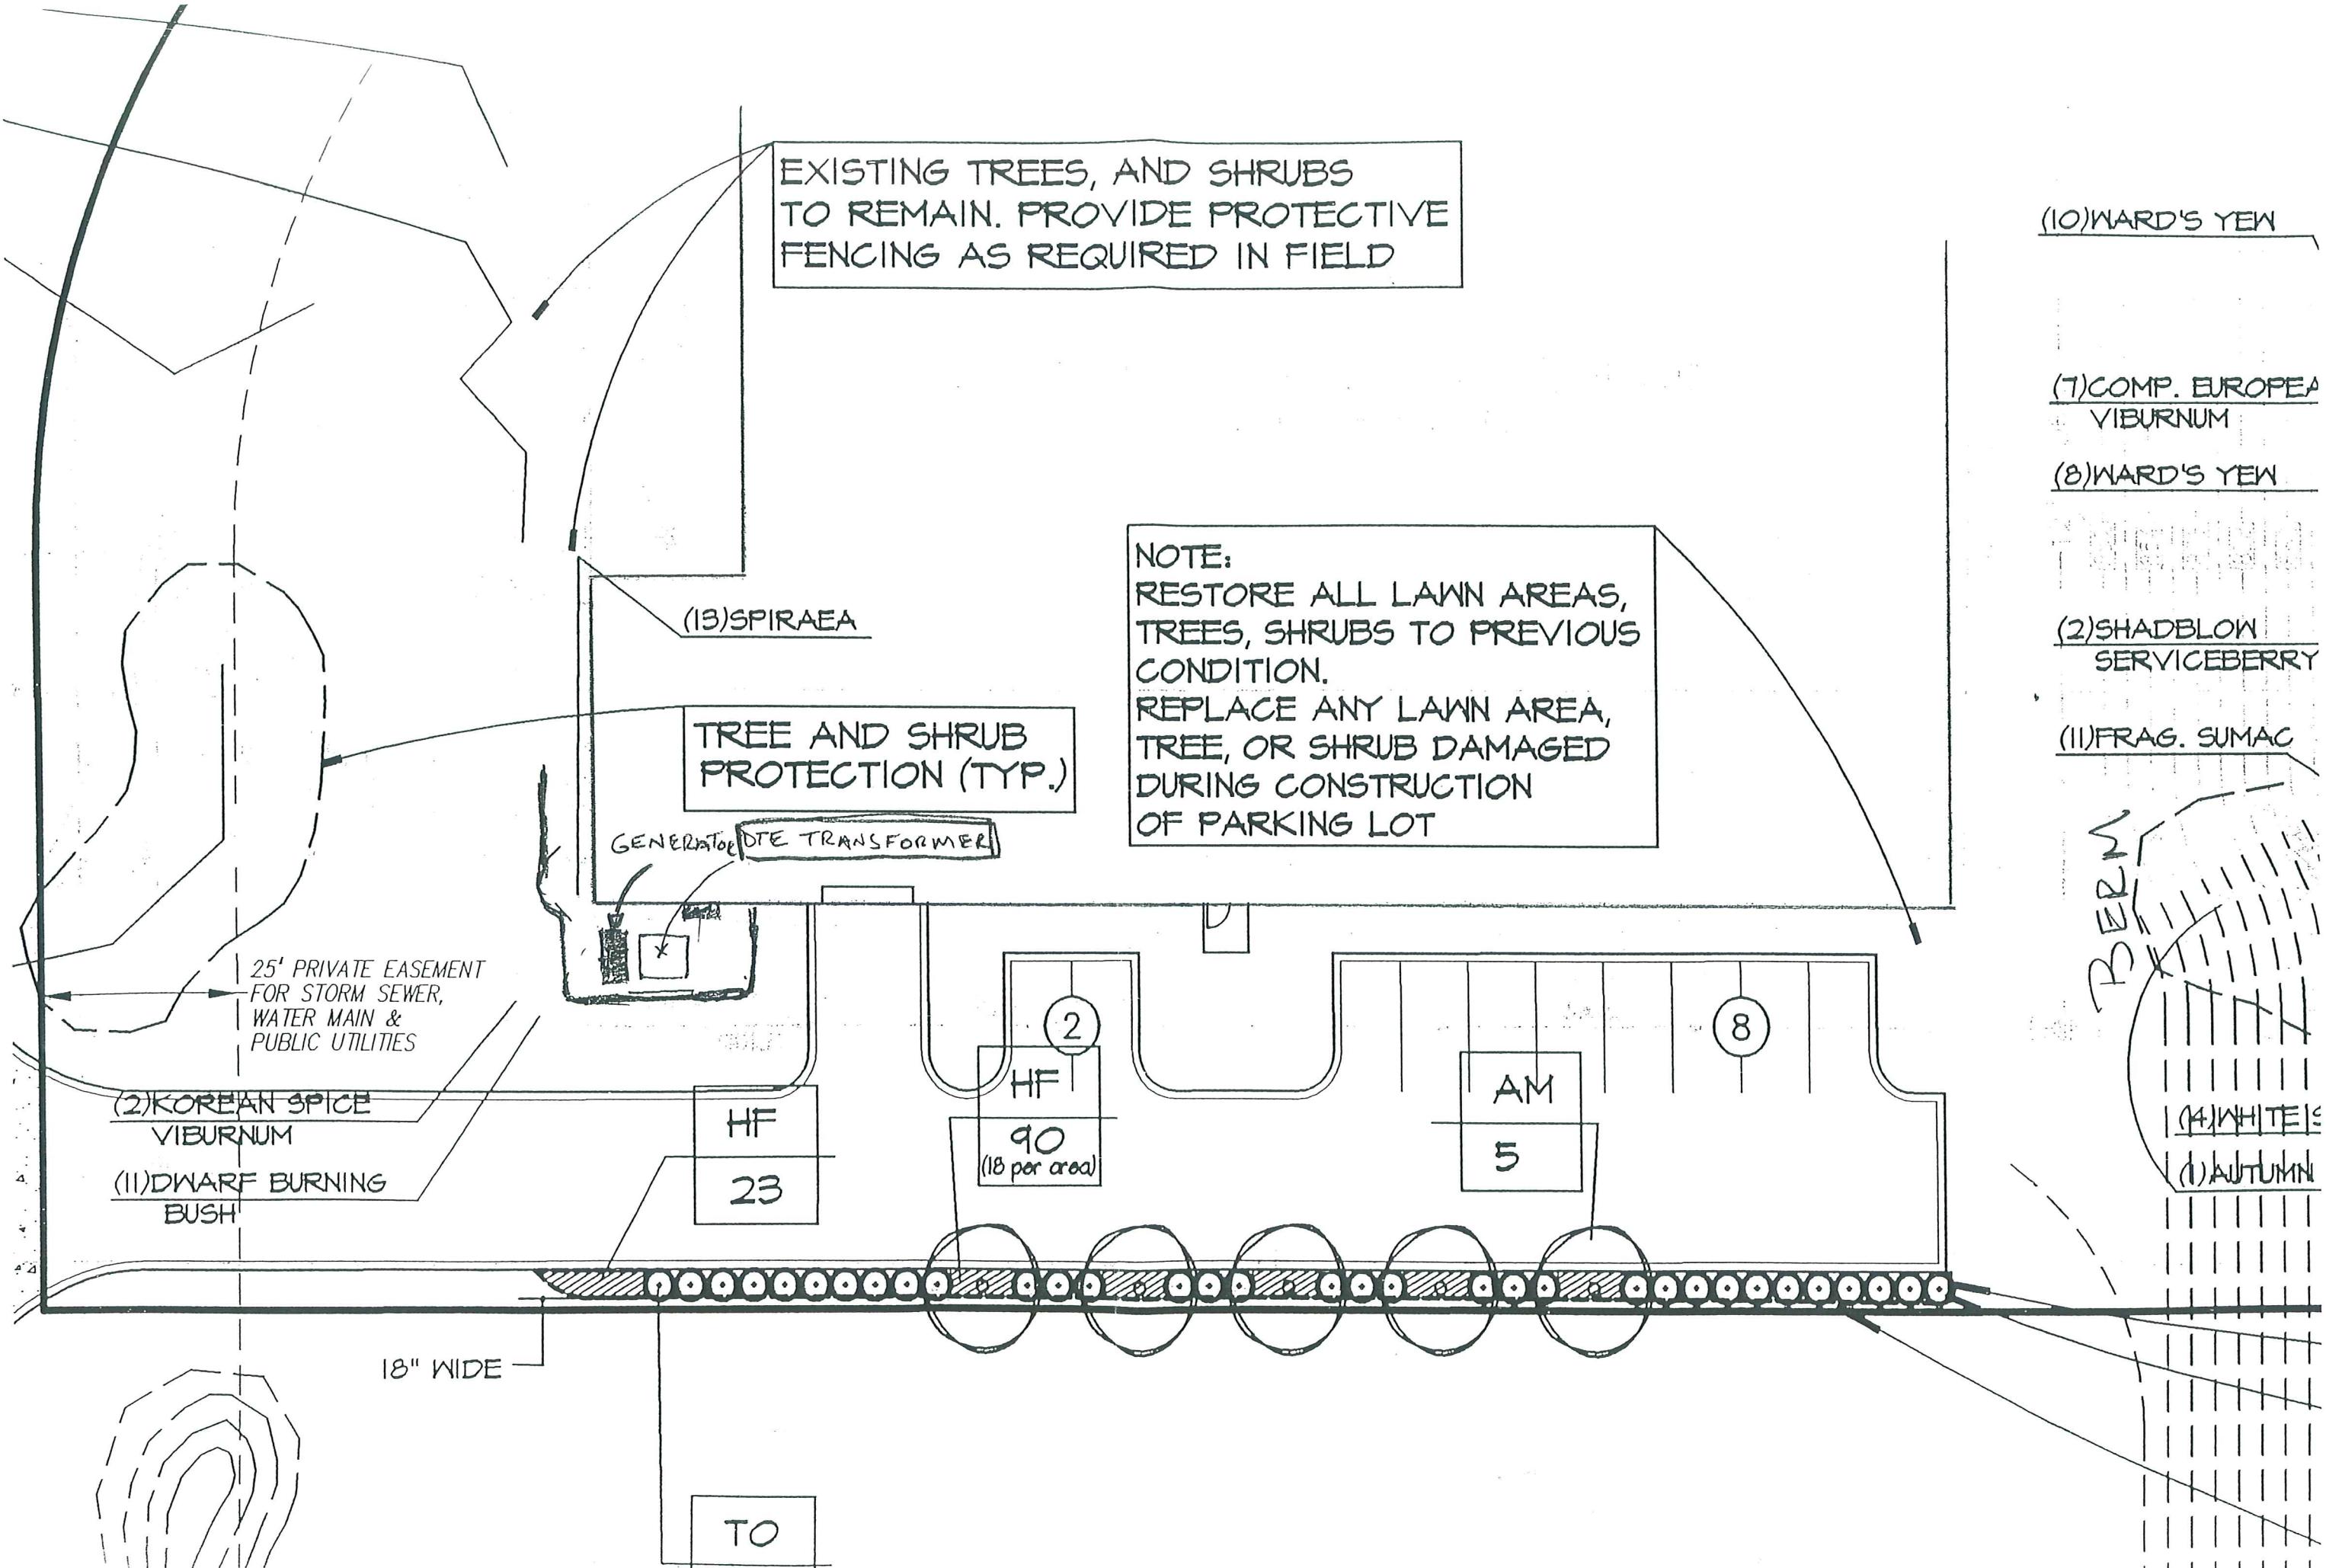 EXISTING TREES, AND SHRUBS
TO REMAIN. PROVIDE PROTECTIVE
FENCING AS REQUIRED IN FIELD
(10)WARD'S YEW
(7)COMP. EUROPEA
VIBURNUM
(8)WARD'S YEW
(2)SHADBLOW
SERVICEBERRY
(11)FRAG. SUMAC
(13)SPIRAEA
NOTE:
RESTORE ALL LAWN AREAS,
TREES, SHRUBS TO PREVIOUS
CONDITION.
REPLACE ANY LAWN AREA,
TREE, OR SHRUB DAMAGED
DURING CONSTRUCTION
OF PARKING LOT
TREE AND SHRUB
PROTECTION (TYP.)
GENERATOR
DTE TRANSFORMER
X
BERM
25' PRIVATE EASEMENT
FOR STORM SEWER,
WATER MAIN &
PUBLIC UTILITIES
2
8
(2)KOREAN SPICE
VIBURNUM
(11)DWARF BURNING
BUSH
HF
23
HF
90
(18 per area)
AM
5
(4)WHITE S
(1)AUTUMN
18" WIDE
TO